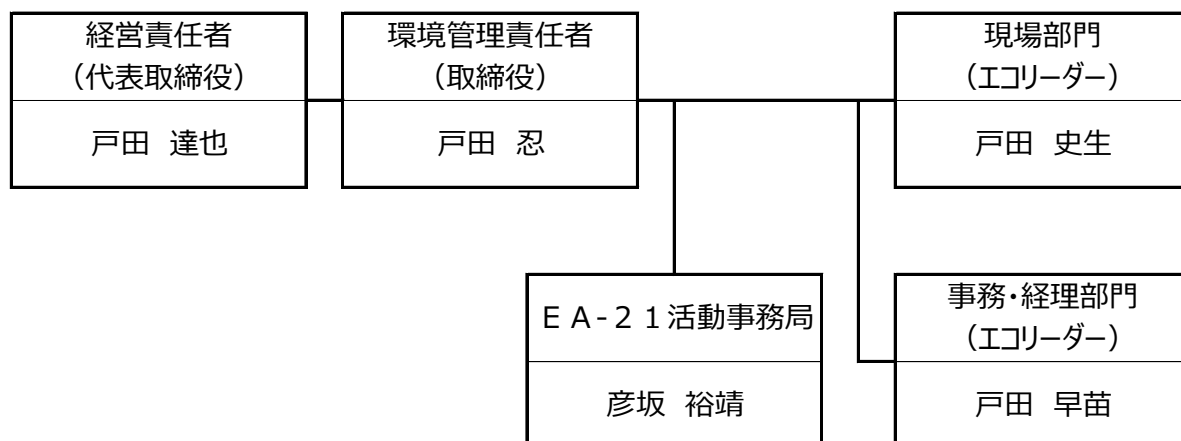 経営責任者
（代表取締役）
戸田 達也
環境管理責任者
（取締役）
戸田 忍
現場部門
（エコリーダー）
戸田 史生
ＥＡ-２１活動事務局
彦坂 裕靖
事務・経理部門
（エコリーダー）
戸田 早苗